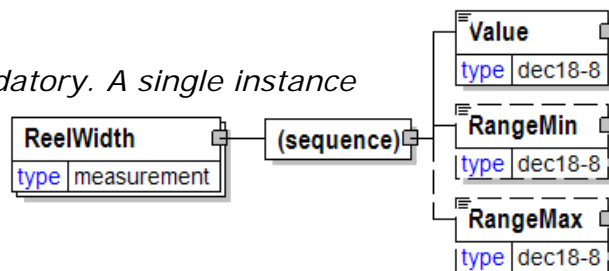 Value
type dec18-8
datory. A single instance
RangeMin
type dec18-8
ReelWidth
type measurement
(sequence)
RangeMax
type dec18-8